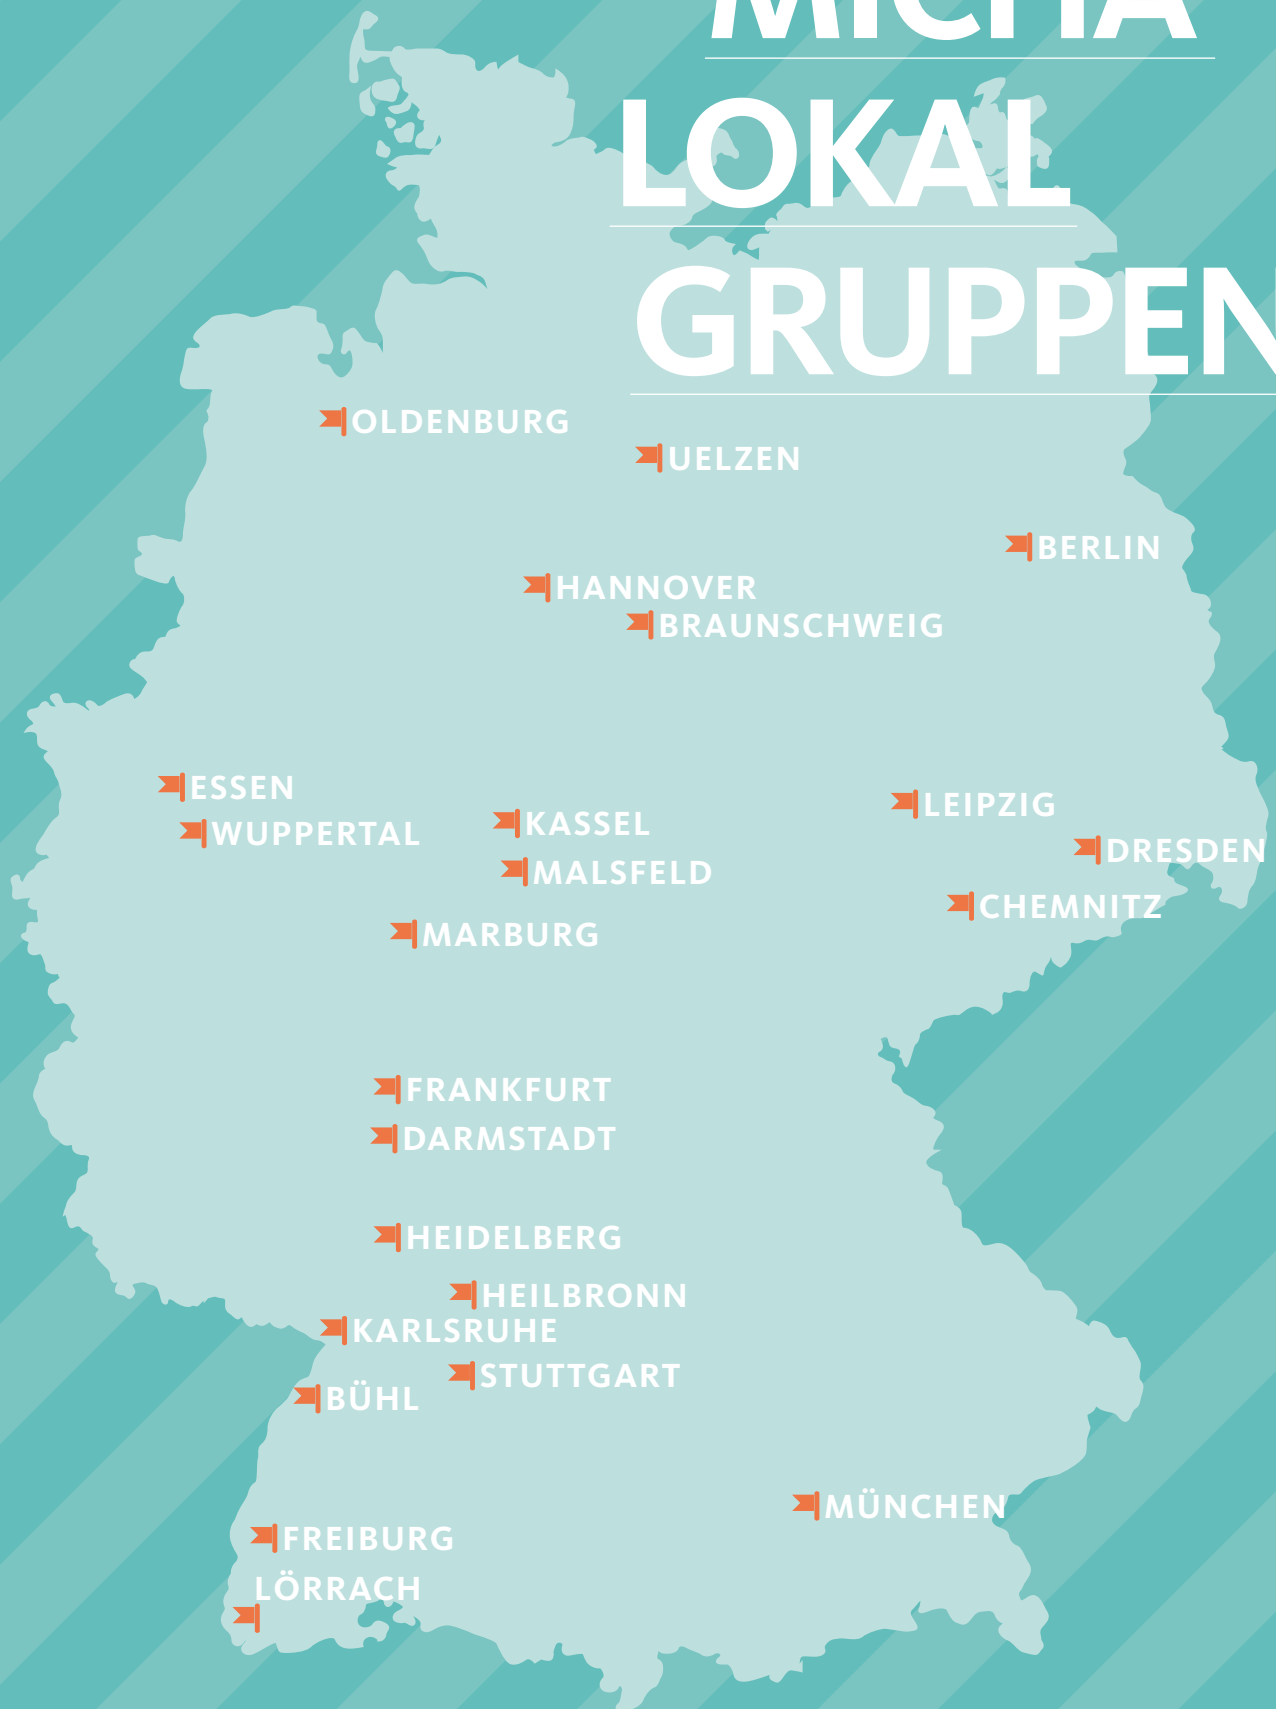 MICHA
LOKAL
GRUPPEN
OLDENBURG
UELZEN
BERLIN
HANNOVER
BRAUNSCHWEIG
ESSEN
LEIPZIG
KASSEL
WUPPERTAL
DRESDEN
MALSFELD
CHEMNITZ
MARBURG
FRANKFURT
DARMSTADT
HEIDELBERG
HEILBRONN
KARLSRUHE
STUTTGART
BÜHL
MÜNCHEN
FREIBURG
LÖRRACH